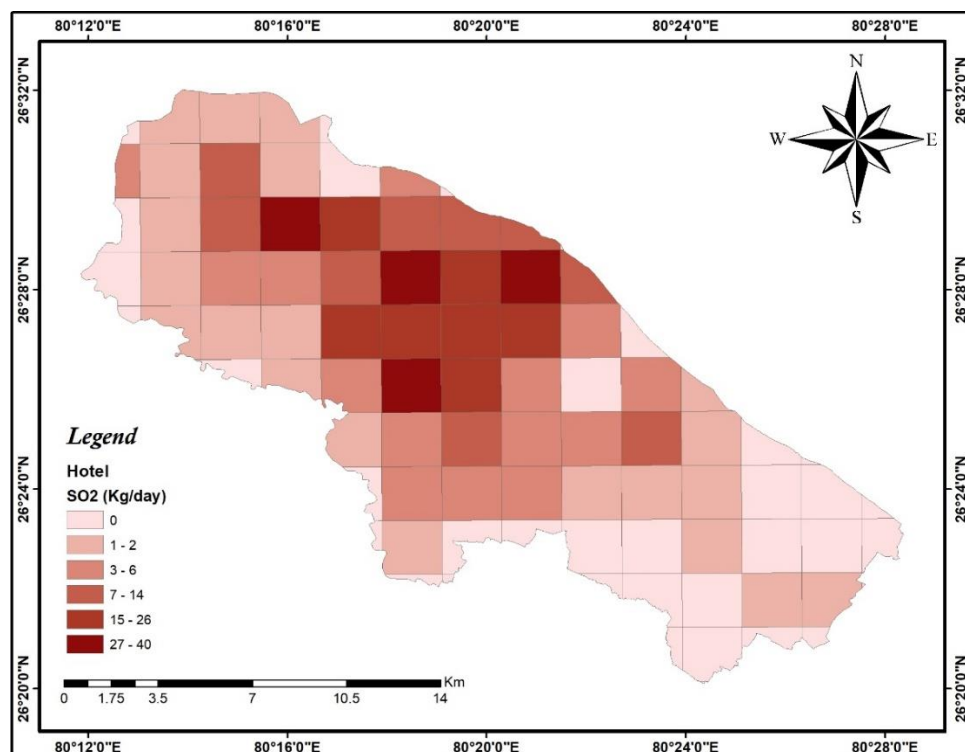 80°12'0"E 80°16'0"E 80°20'0"E 80°24'0"E 80°28'0"E
26°32'0"N 26°32'0"N
N
W E
S
26°28'0"N 26°28'0"N
Legend
Hotel
SO2 (Kg/day)
0
1 - 2
3 - 6
7 - 14
15 - 26
27 - 40
26°24'0"N 26°24'0"N
Km
0 1.75 3.5 7 10.5 14
26°20'0"N 26°20'0"N
80°12'0"E 80°16'0"E 80°20'0"E 80°24'0"E 80°28'0"E